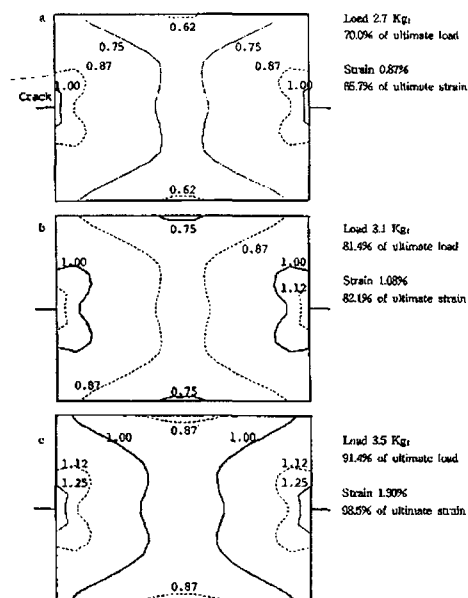 a
0.62
0.75
0.75
0.87
0.87
1.00
1.00
Crack
0.62
Load 2.7 Kgf
70.0% of ultimate load
Strain 0.87%
65.7% of ultimate strain
b
0.75
0.87
1.00
1.00
1.12
0.87
0.75
Load 3.1 Kgf
81.4% of ultimate load
Strain 1.08%
82.1% of ultimate strain
c
0.87
1.00
1.00
1.12
1.12
1.25
1.25
0.87
Load 3.5 Kgf
91.4% of ultimate load
Strain 1.30%
98.5% of ultimate strain